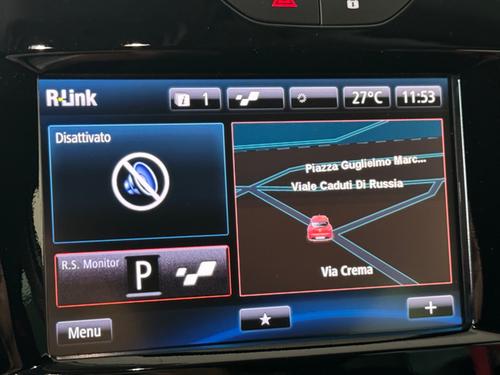 R-Link
1
27°C
11:53
Disattivato
Piazza Guglielmo Marc...
Viale Caduti Di Russia
R.S. Monitor
P
Via Crema
Menu